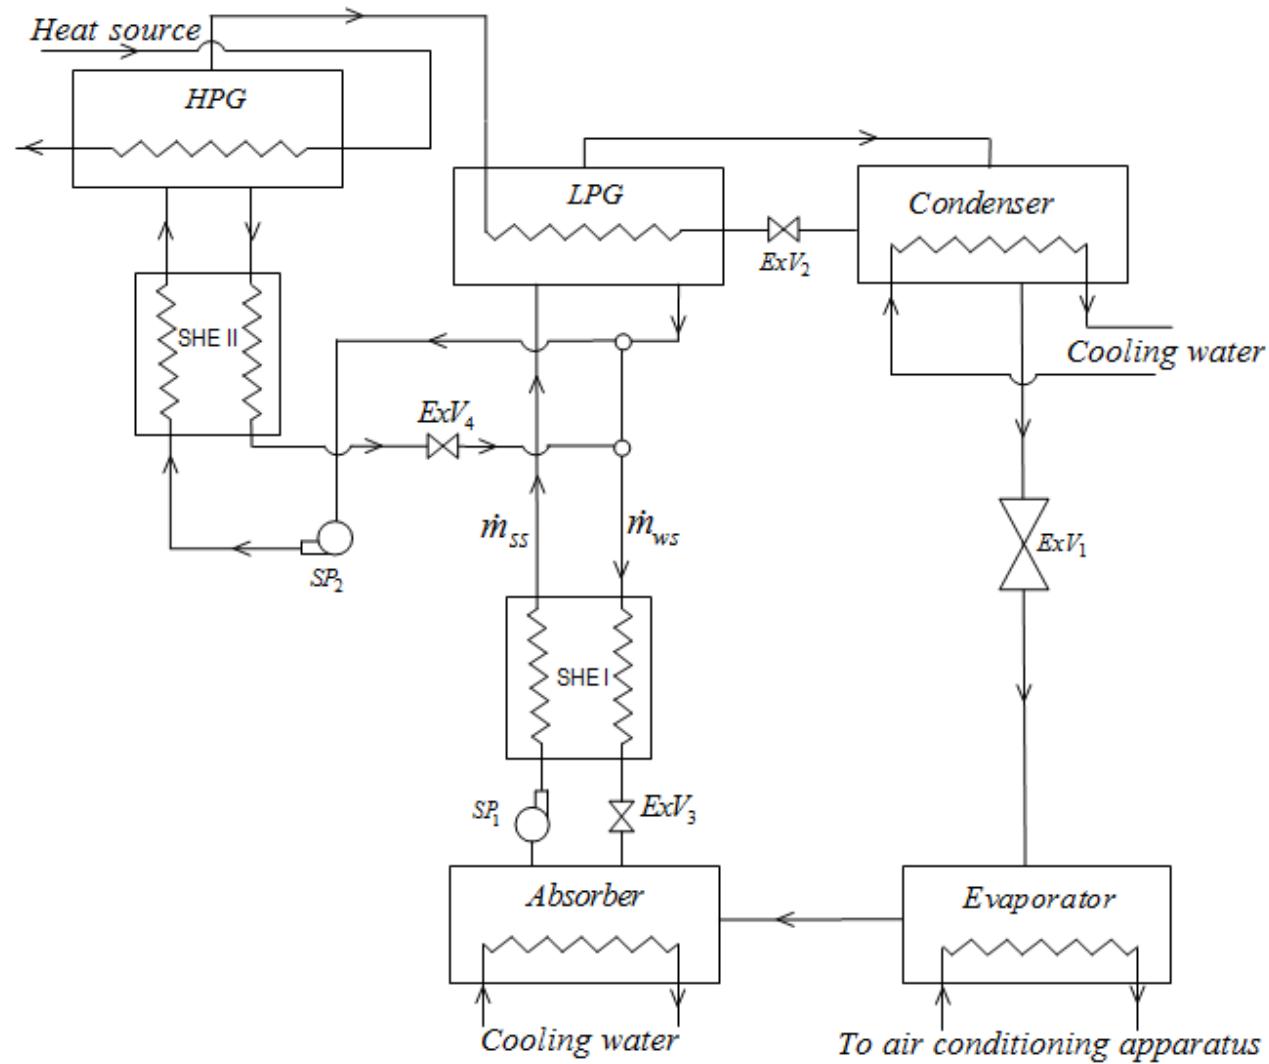 Heat source
HPG
LPG
Condenser
ExV₂
SHE II
Cooling water
ExV₄
ṁss
ṁws
ExV₁
SP₂
SHE I
SP₁
ExV₃
Absorber
Evaporator
Cooling water
To air conditioning apparatus